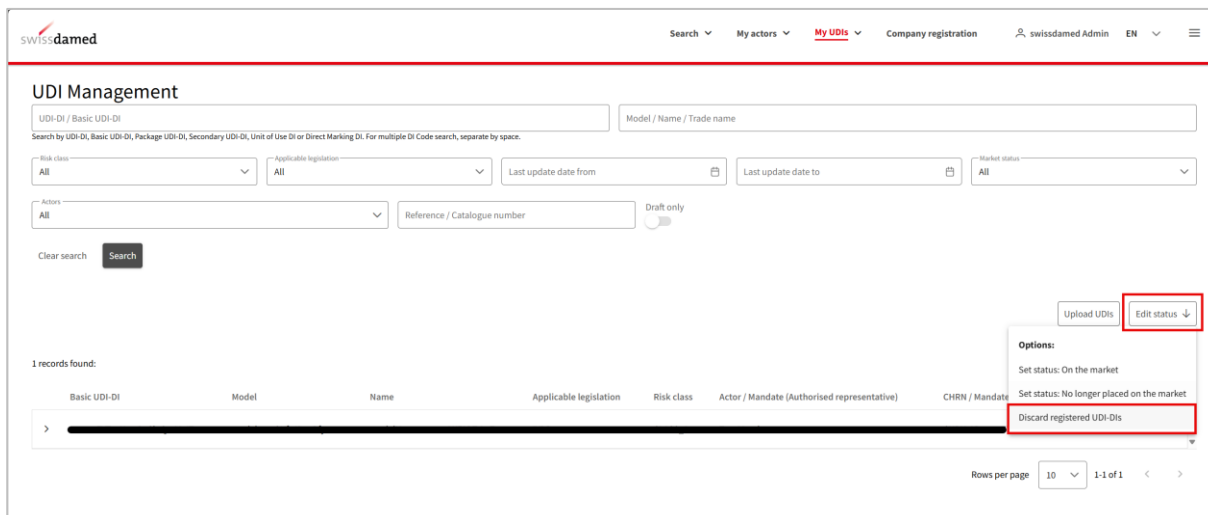 swissdamed
Search My actors My UDIs Company registration swissdamed Admin EN
UDI Management
UDI-DI / Basic UDI-DI Model / Name / Trade name
Search by UDI-DI, Basic UDI-DI, Package UDI-DI, Secondary UDI-DI, Unit of Use DI or Direct Marking DI. For multiple DI Code search, separate by space.
Risk class Applicable legislation Market status
All All Last update date from Last update date to All
Actors Draft only
All Reference / Catalogue number
Clear search Search
Upload UDIs Edit status ↓
Options:
1 records found:
Set status: On the market
Set status: No longer placed on the market
Basic UDI-DI Model Name Applicable legislation Risk class Actor / Mandate (Authorised representative) CHRN / Mandate
Discard registered UDI-DIs
Rows per page 10 1-1 of 1